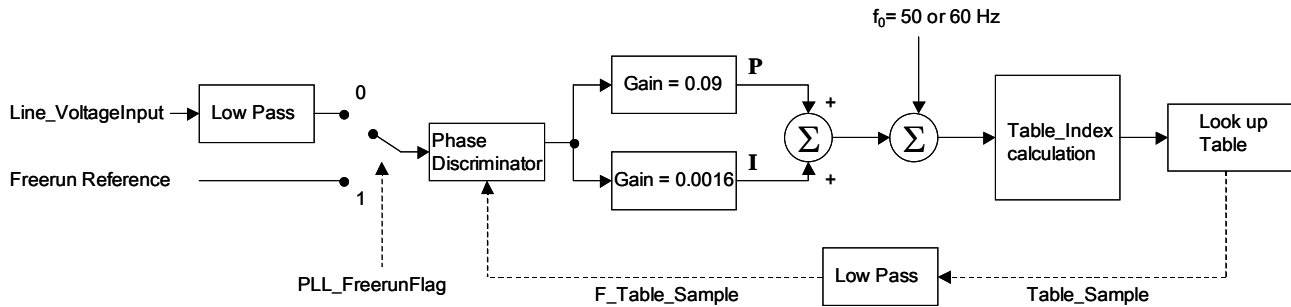 f₀= 50 or 60 Hz
P
Gain = 0.09
0
+
Line_VoltageInput
Low Pass
Phase
Discriminator
Σ
Σ
Table_Index
calculation
Look up
Table
Freerun Reference
1
Gain = 0.0016
I
+
PLL_FreerunFlag
F_Table_Sample
Low Pass
Table_Sample